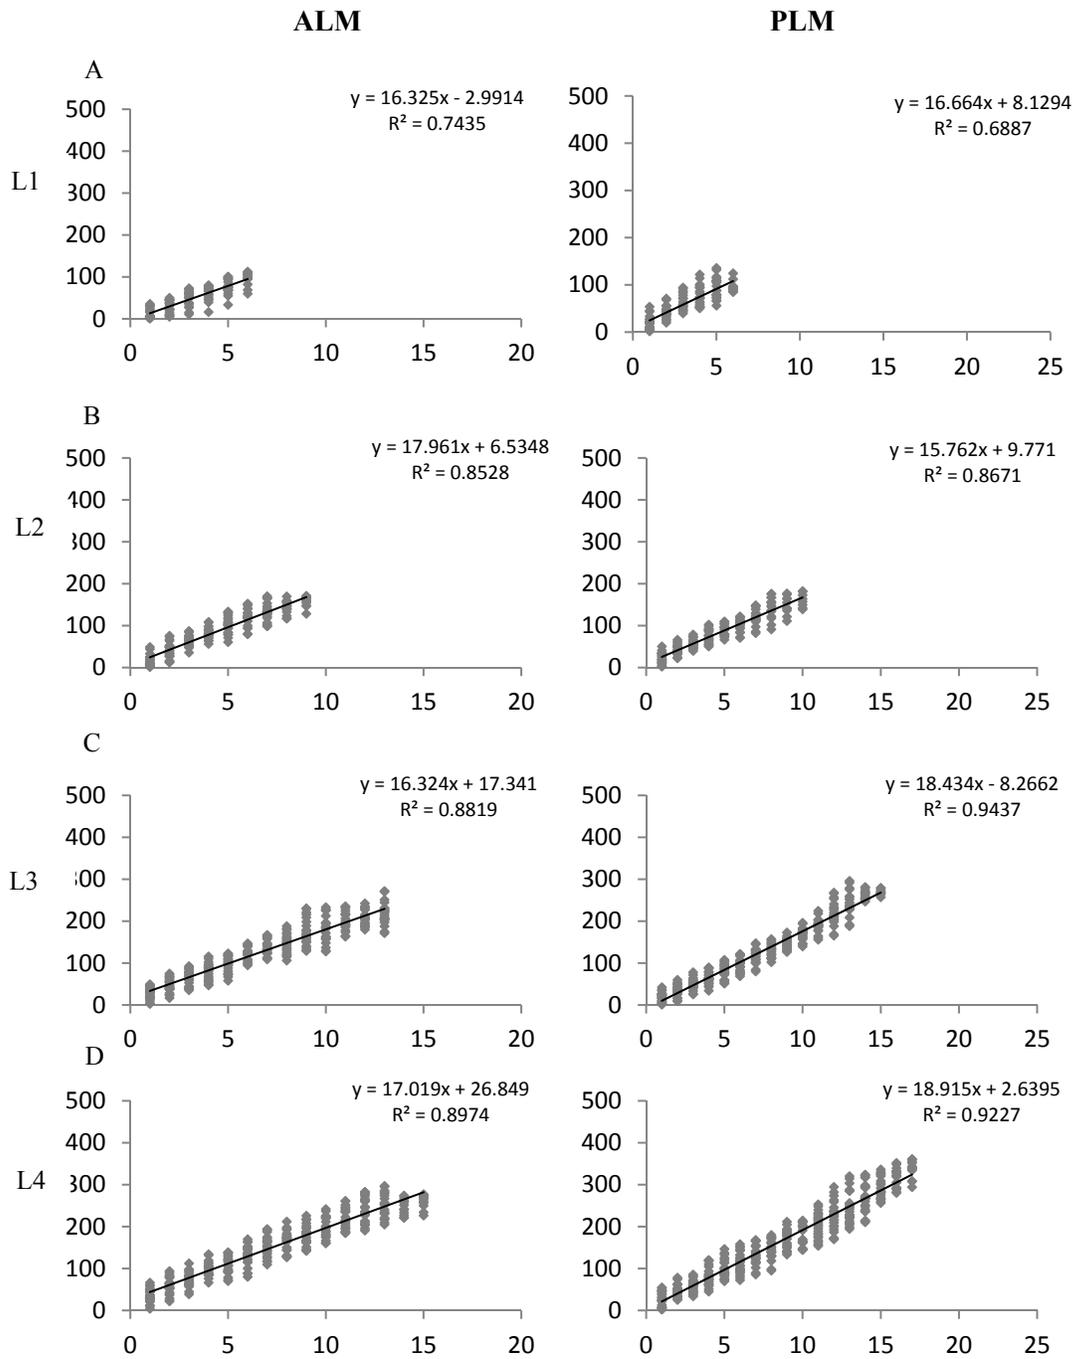 ALM
PLM
A
L1
y = 16.325x - 2.9914
R² = 0.7435
500
400
300
200
100
0
0 5 10 15 20
y = 16.664x + 8.1294
R² = 0.6887
500
400
300
200
100
0
0 5 10 15 20 25
B
L2
y = 17.961x + 6.5348
R² = 0.8528
500
400
300
200
100
0
0 5 10 15 20
y = 15.762x + 9.771
R² = 0.8671
500
400
300
200
100
0
0 5 10 15 20 25
C
L3
y = 16.324x + 17.341
R² = 0.8819
500
400
300
200
100
0
0 5 10 15 20
y = 18.434x - 8.2662
R² = 0.9437
500
400
300
200
100
0
0 5 10 15 20 25
D
L4
y = 17.019x + 26.849
R² = 0.8974
500
400
300
200
100
0
0 5 10 15 20
y = 18.915x + 2.6395
R² = 0.9227
500
400
300
200
100
0
0 5 10 15 20 25